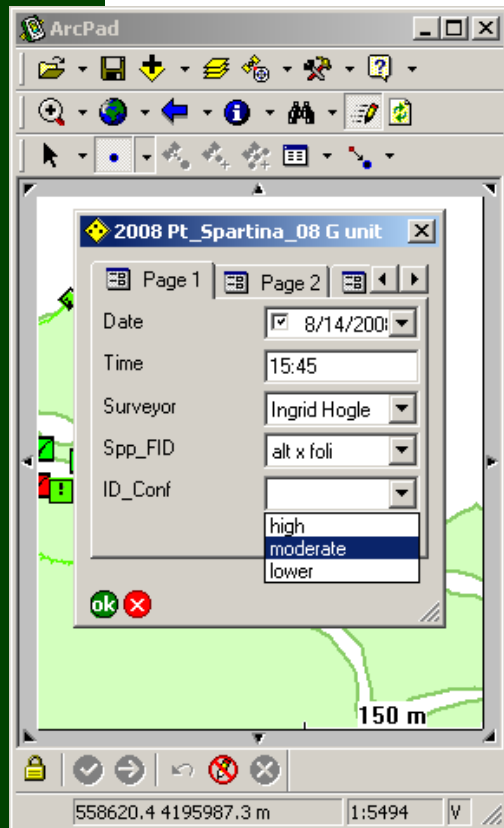 ArcPad
2008 Pt_Spartina_08 G unit
Page 1 Page 2
Date 8/14/200
Time 15:45
Surveyor Ingrid Hogle
Spp_FID alt x foli
ID_Conf
high
moderate
lower
ok
150 m
558620.4 4195987.3 m 1:5494 V